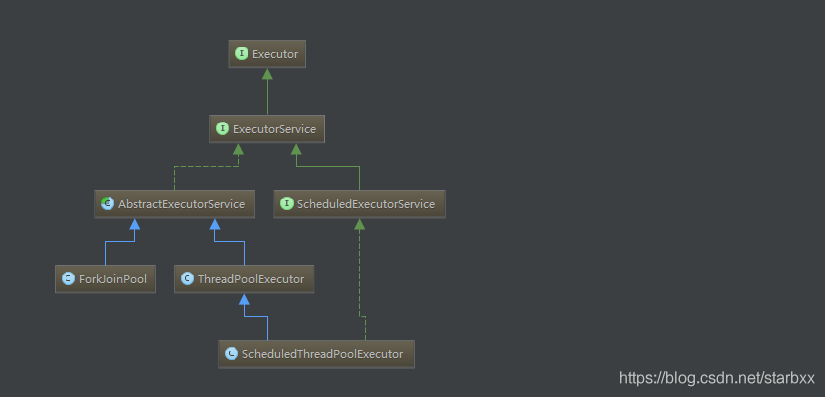 Executor
ExecutorService
AbstractExecutorService
ScheduledExecutorService
ForkJoinPool
ThreadPoolExecutor
ScheduledThreadPoolExecutor
https://blog.csdn.net/starbxx